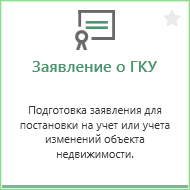 Заявление о ГКУ
Подготовка заявления для
постановки на учет или учета
изменений объекта
недвижимости.